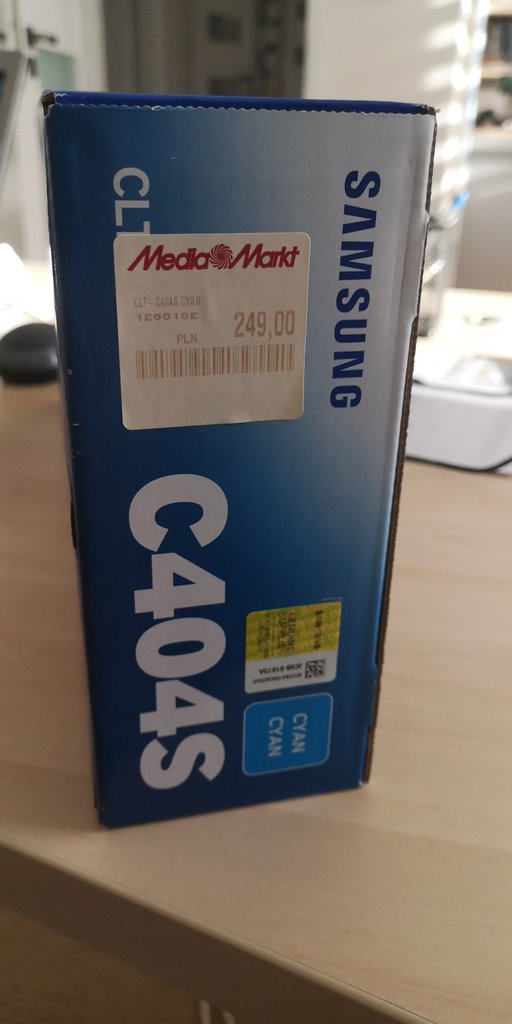 SAMSUNG
CLT
MediaMarkt
CLT-C404S CYAN
249,00
PLN
C404S
CYAN
CYAN